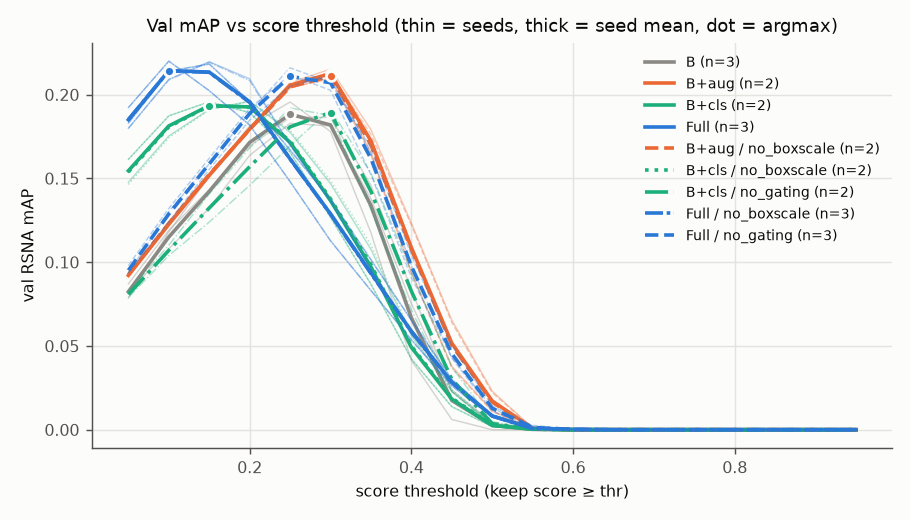 Val mAP vs score threshold (thin = seeds, thick = seed mean, dot = argmax)
B (n=3)
B+aug (n=2)
B+cls (n=2)
Full (n=3)
B+aug / no_boxscale (n=2)
B+cls / no_boxscale (n=2)
B+cls / no_gating (n=2)
Full / no_boxscale (n=3)
Full / no_gating (n=3)
val RSNA mAP
0.20
0.15
0.10
0.05
0.00
0.2 0.4 0.6 0.8
score threshold (keep score ≥ thr)